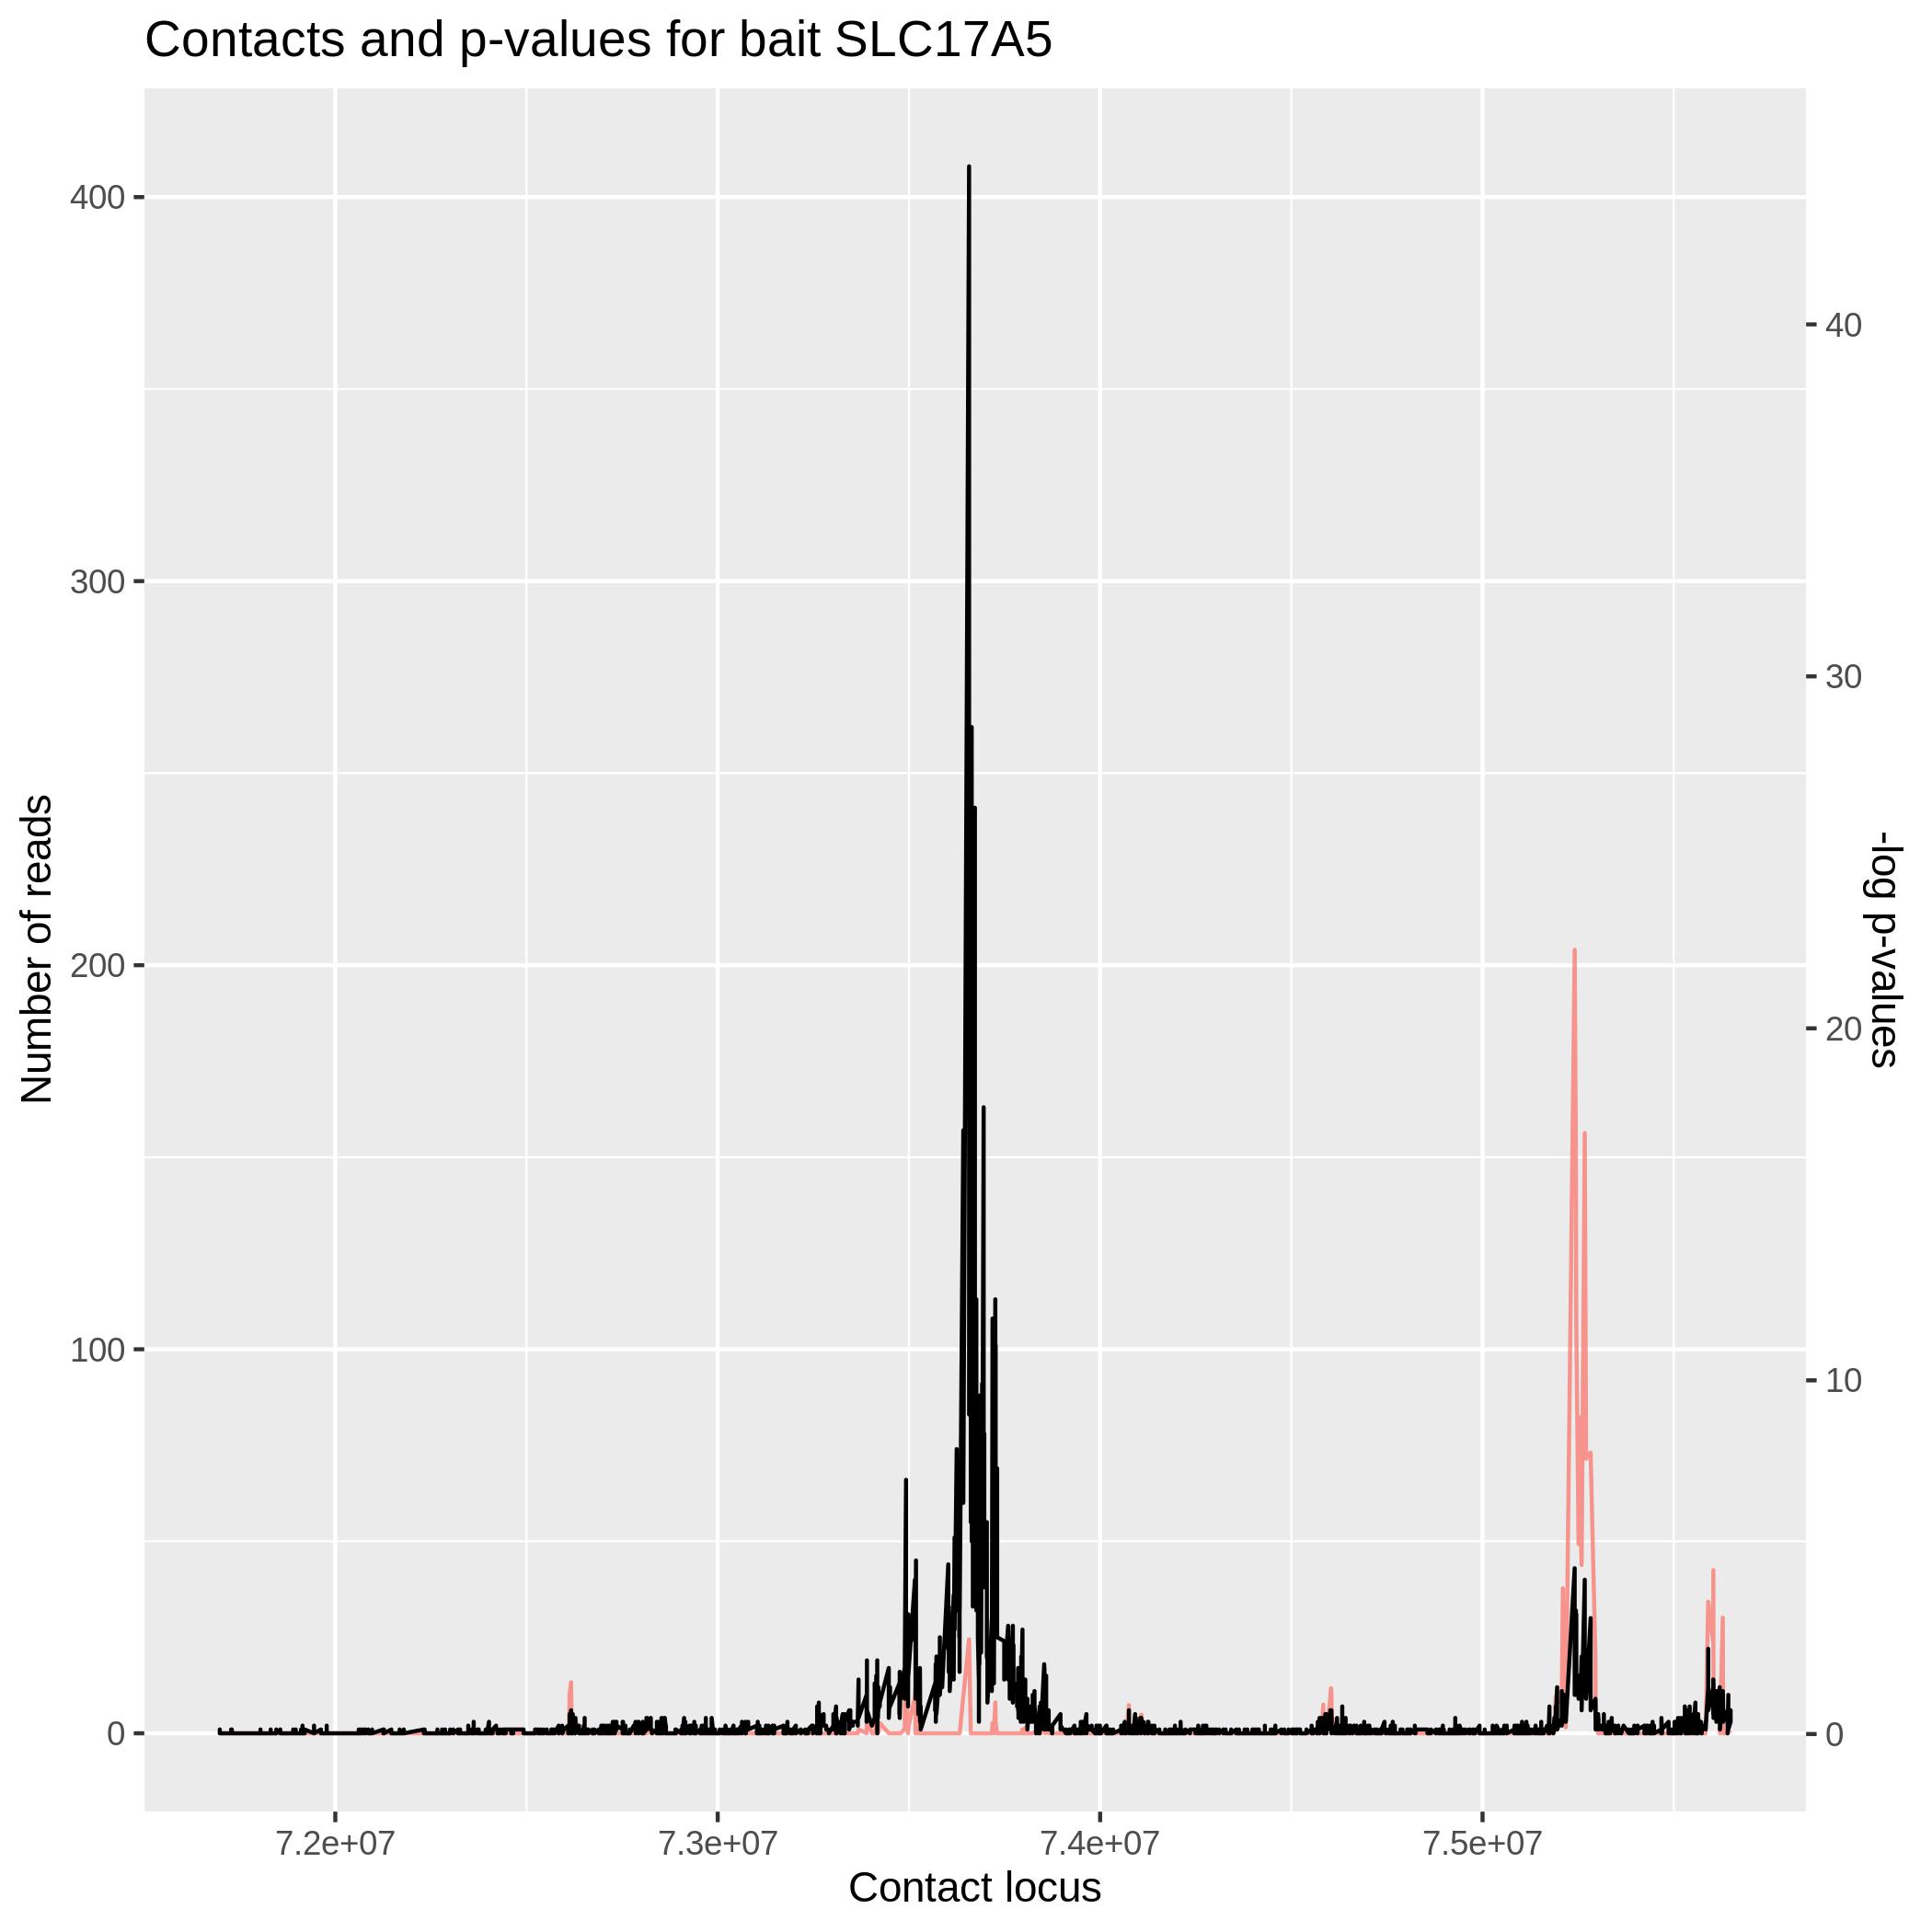 Contacts and p-values for bait SLC17A5
Number of reads
400
300
200
100
0
-log p-values
40
30
20
10
0
7.2e+07 7.3e+07 7.4e+07 7.5e+07
Contact locus